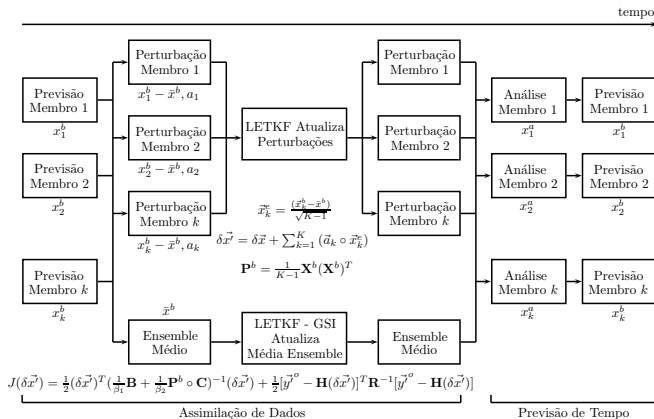 tempo
Previsão
Membro 1
x_1^b
Previsão
Membro 2
x_2^b
Previsão
Membro k
x_k^b
Perturbação
Membro 1
x_1^b − x̄^b, a_1
Perturbação
Membro 2
x_2^b − x̄^b, a_2
Perturbação
Membro k
x_k^b − x̄^b, a_k
x̄^b
Ensemble
Médio
LETKF Atualiza
Perturbações
x⃗_k^e = (x⃗_k^b − x̄^b) / √(K−1)
δx⃗′ = δx⃗ + ∑_{k=1}^{K} (a⃗_k ∘ x⃗_k^e)
P^b = 1/(K−1) X^b(X^b)^T
LETKF - GSI
Atualiza
Média Ensemble
Perturbação
Membro 1
Perturbação
Membro 2
Perturbação
Membro k
Ensemble
Médio
Análise
Membro 1
x_1^a
Análise
Membro 2
x_2^a
Análise
Membro k
x_k^a
Previsão
Membro 1
x_1^b
Previsão
Membro 2
x_2^b
Previsão
Membro k
x_k^b
J(δx⃗′) = ½(δx⃗′)^T(1/β_1 B + 1/β_2 P^b ∘ C)^{−1}(δx⃗′) + ½[y⃗′^o − H(δx⃗′)]^T R^{−1}[y⃗′^o − H(δx⃗′)]
Assimilação de Dados
Previsão de Tempo